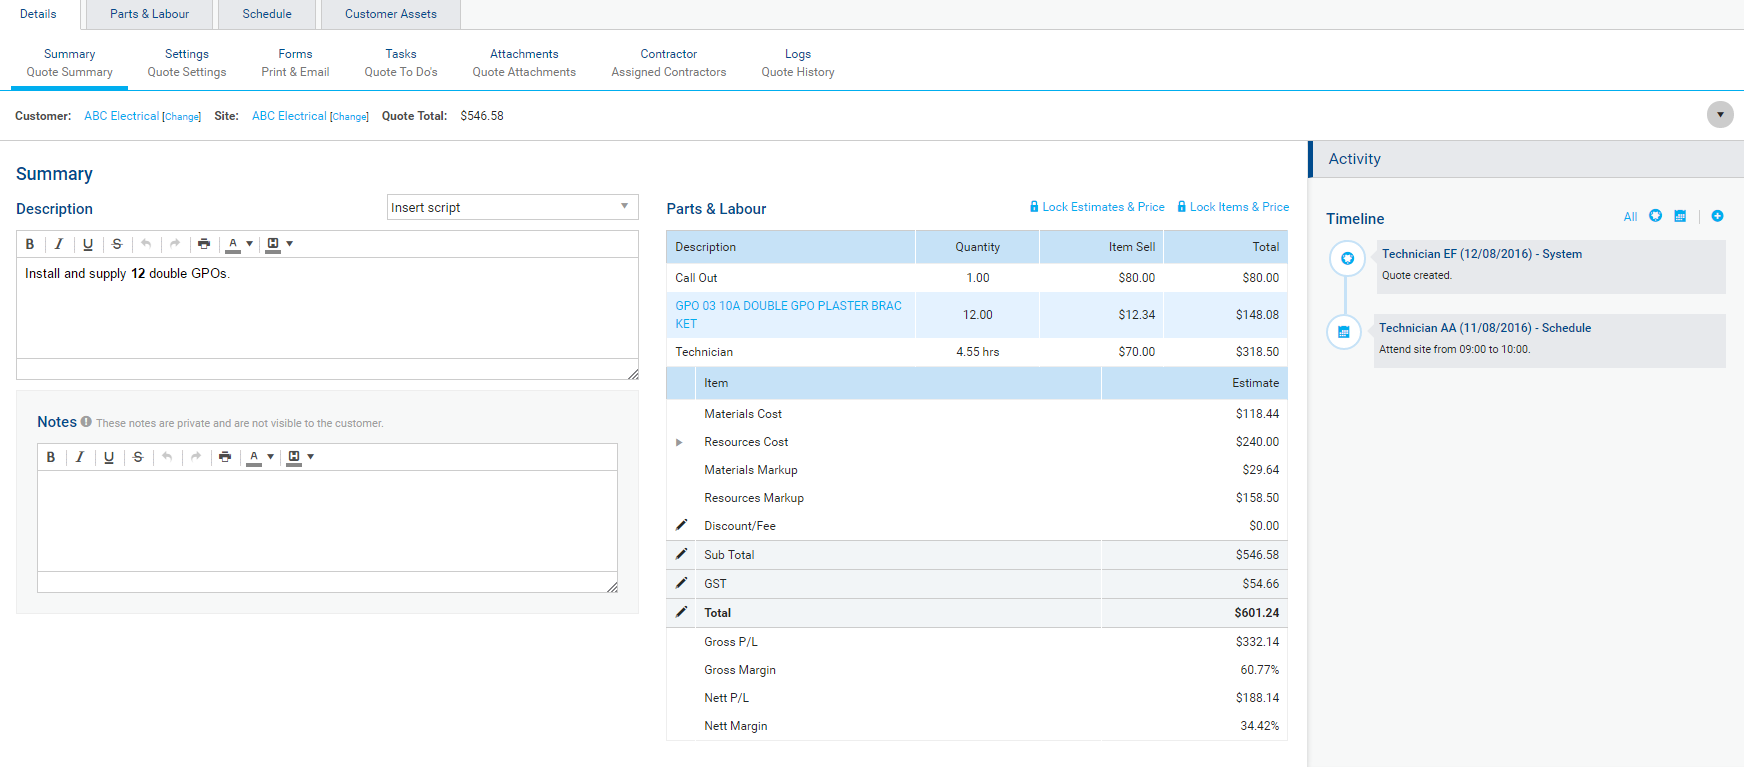 Details
Parts & Labour
Schedule
Customer Assets
Summary
Quote Summary
Settings
Quote Settings
Forms
Print & Email
Tasks
Quote To Do's
Attachments
Quote Attachments
Contractor
Assigned Contractors
Logs
Quote History
Customer: ABC Electrical [Change] Site: ABC Electrical [Change] Quote Total: $546.58
Summary
Description
Insert script
B I U S A H
Install and supply 12 double GPOs.
Notes These notes are private and are not visible to the customer.
B I U S A H
Parts & Labour
Lock Estimates & Price Lock Items & Price
Description Quantity Item Sell Total
Call Out 1.00 $80.00 $80.00
GPO 03 10A DOUBLE GPO PLASTER BRAC
KET 12.00 $12.34 $148.08
Technician 4.55 hrs $70.00 $318.50
Item Estimate
Materials Cost $118.44
Resources Cost $240.00
Materials Markup $29.64
Resources Markup $158.50
Discount/Fee $0.00
Sub Total $546.58
GST $54.66
Total $601.24
Gross P/L $332.14
Gross Margin 60.77%
Nett P/L $188.14
Nett Margin 34.42%
Activity
Timeline
All
Technician EF (12/08/2016) - System
Quote created.
Technician AA (11/08/2016) - Schedule
Attend site from 09:00 to 10:00.